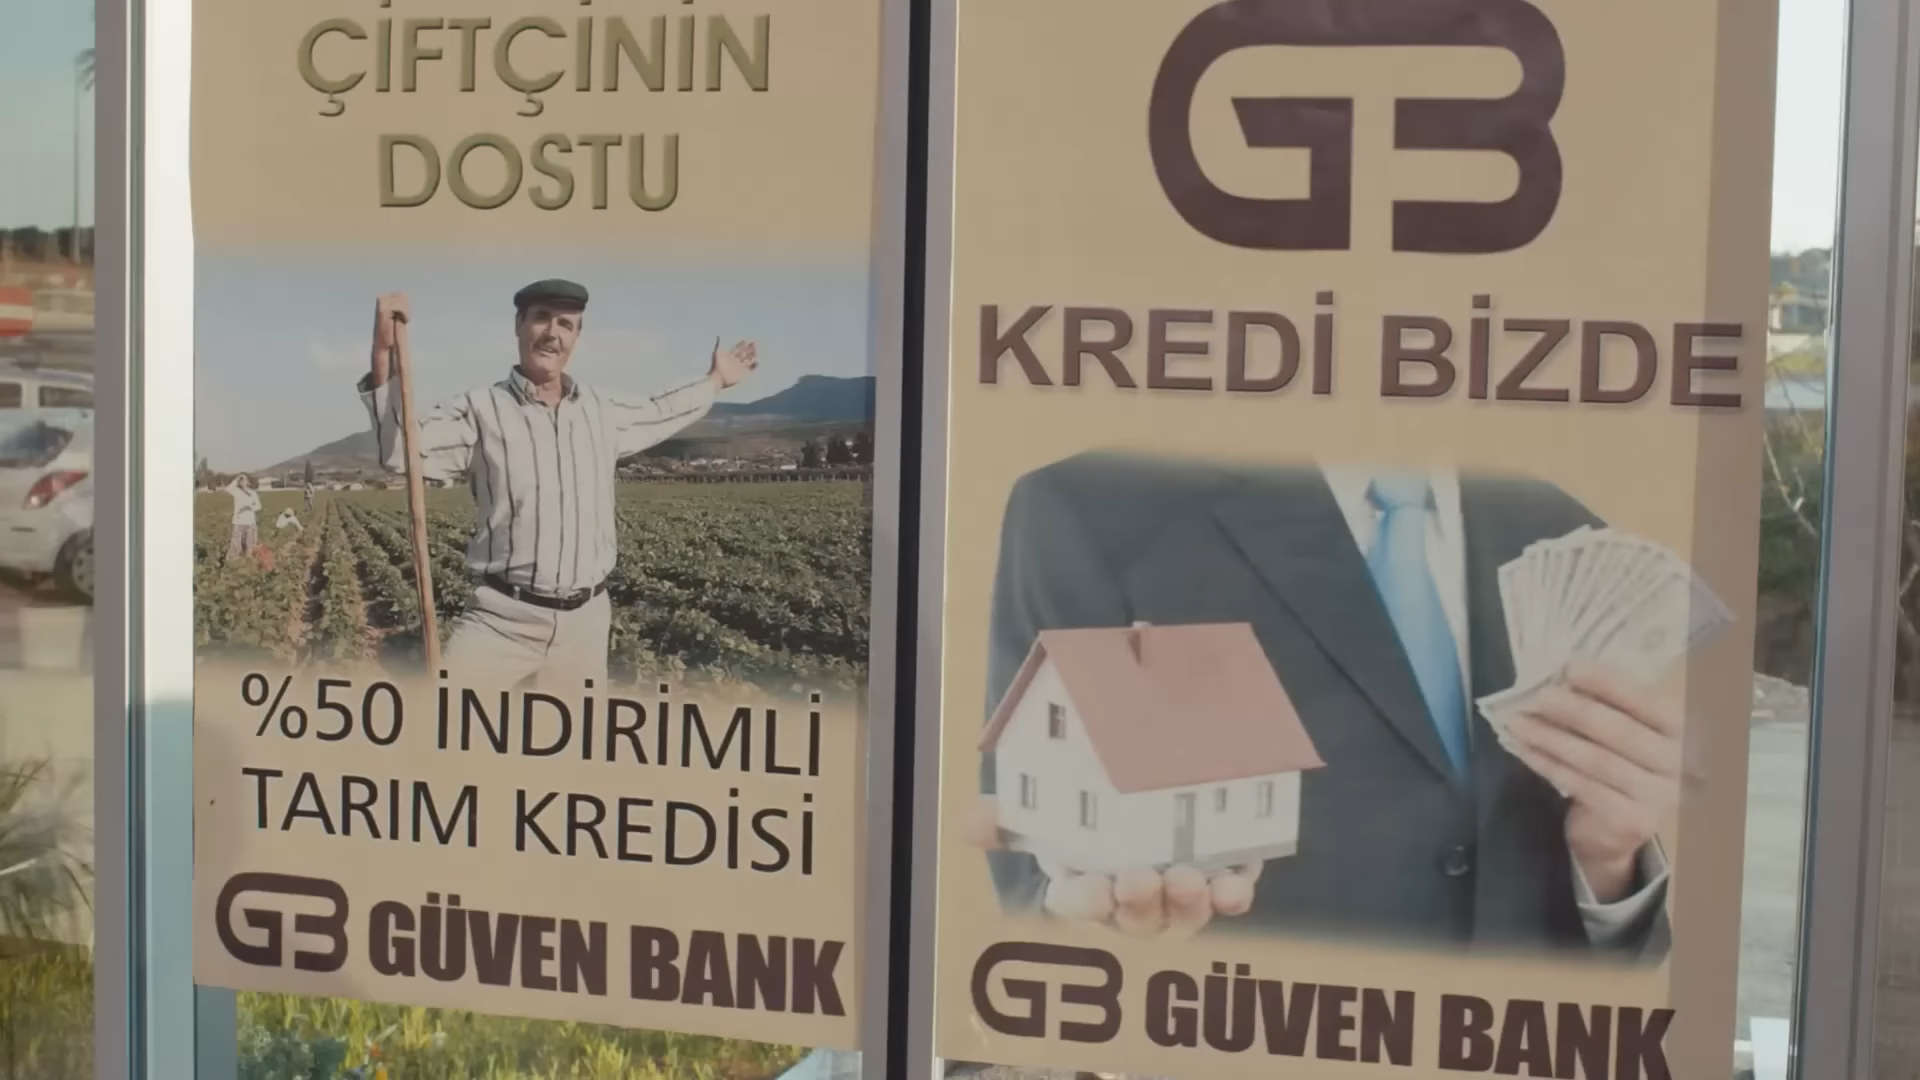 ÇİFTÇİNİN
DOSTU
%50 İNDİRİMLİ
TARIM KREDİSİ
GB GÜVEN BANK
GB
KREDİ BİZDE
GB GÜVEN BANK